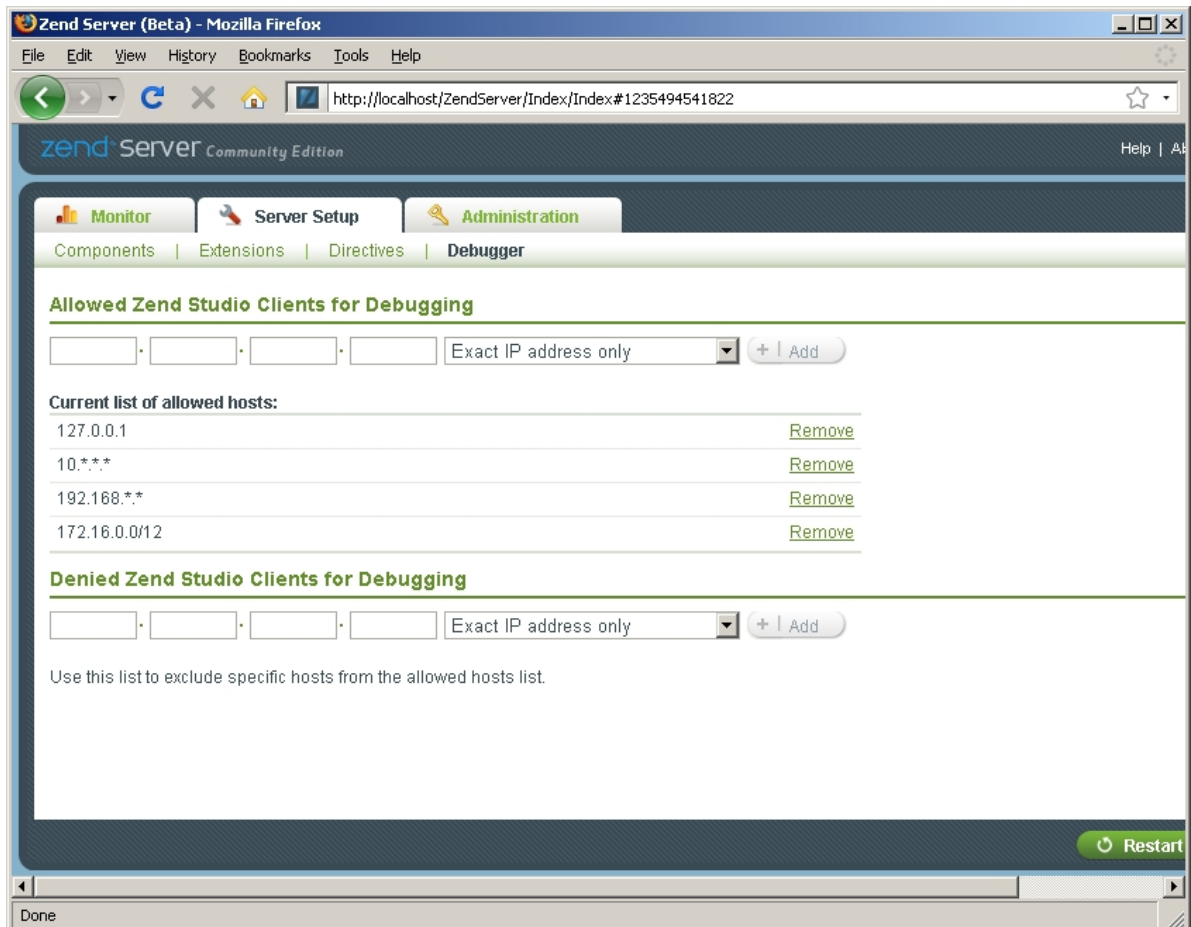 Zend Server (Beta) - Mozilla Firefox
File Edit View History Bookmarks Tools Help
http://localhost/ZendServer/Index/Index#1235494541822
zend Server Community Edition
Help |
Monitor Server Setup Administration
Components | Extensions | Directives | Debugger
Allowed Zend Studio Clients for Debugging
. . . Exact IP address only + | Add
Current list of allowed hosts:
127.0.0.1 Remove
10.*.*.* Remove
192.168.*.* Remove
172.16.0.0/12 Remove
Denied Zend Studio Clients for Debugging
. . . Exact IP address only + | Add
Use this list to exclude specific hosts from the allowed hosts list.
Restart
Done